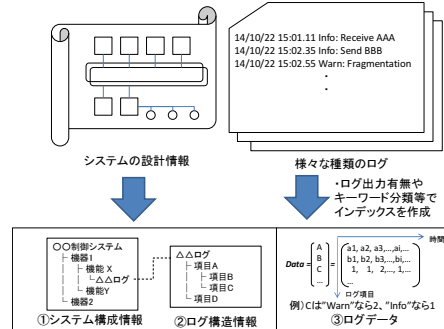 14/10/22 15:01.11 Info: Receive AAA
14/10/22 15:02.35 Info: Send BBB
14/10/22 15:02.55 Warn: Fragmentation
・
・
システムの設計情報
様々な種類のログ
・ログ出力有無や
キーワード分類等で
インデックスを作成
〇〇制御システム
├ 機器1
│ ├ 機能 X
│ │ └ △△ログ
│ └ 機能Y
└ 機器2
①システム構成情報
△△ログ
├ 項目A
│ ├ 項目B
│ └ 項目C
└ 項目D
②ログ構造情報
時間
Data = A B C ... = a1, a2, a3,...,ai,...
b1, b2, b3,...,bi,...
1, 1, 2,..., 1,...
...
ログ項目
例）Cは"Warn"なら2、"Info"なら1
③ログデータ